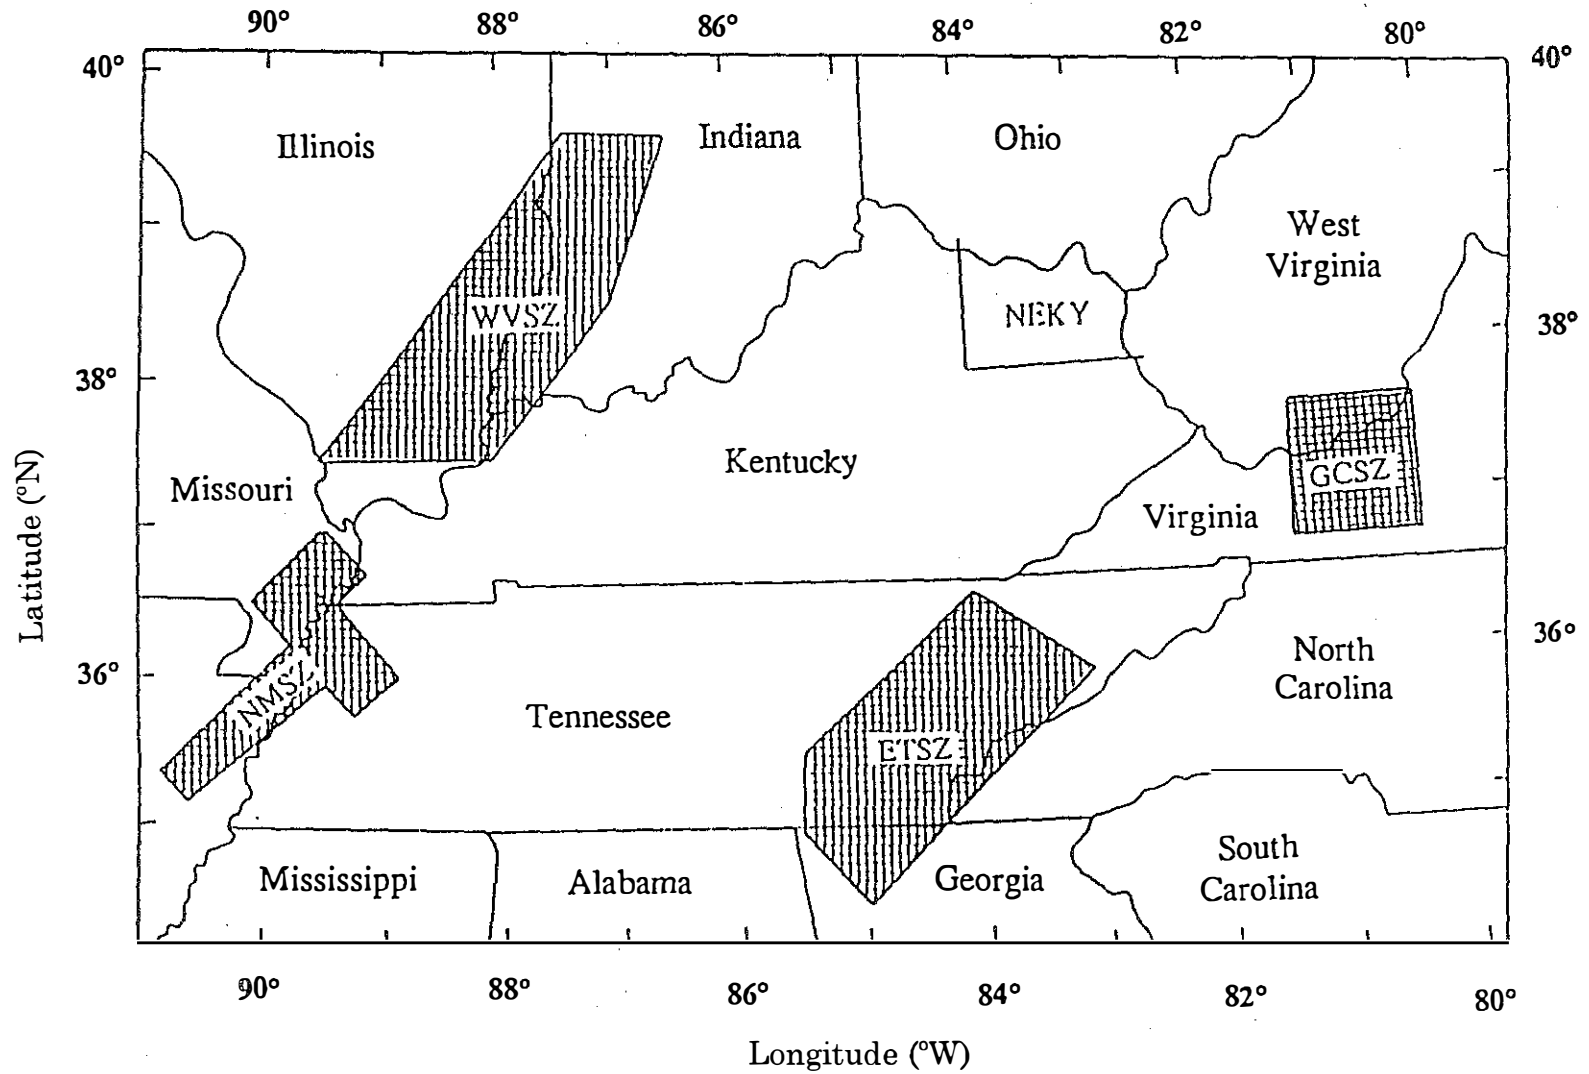 90°
88°
86°
84°
82°
80°
40°
40°
Illinois
Indiana
Ohio
West
Virginia
WVSZ
NEKY
38°
38°
Kentucky
GCSZ
Missouri
Virginia
Latitude (°N)
36°
36°
North
Carolina
NMSZ
Tennessee
ETSZ
Mississippi
Alabama
Georgia
South
Carolina
90°
88°
86°
84°
82°
80°
Longitude (°W)